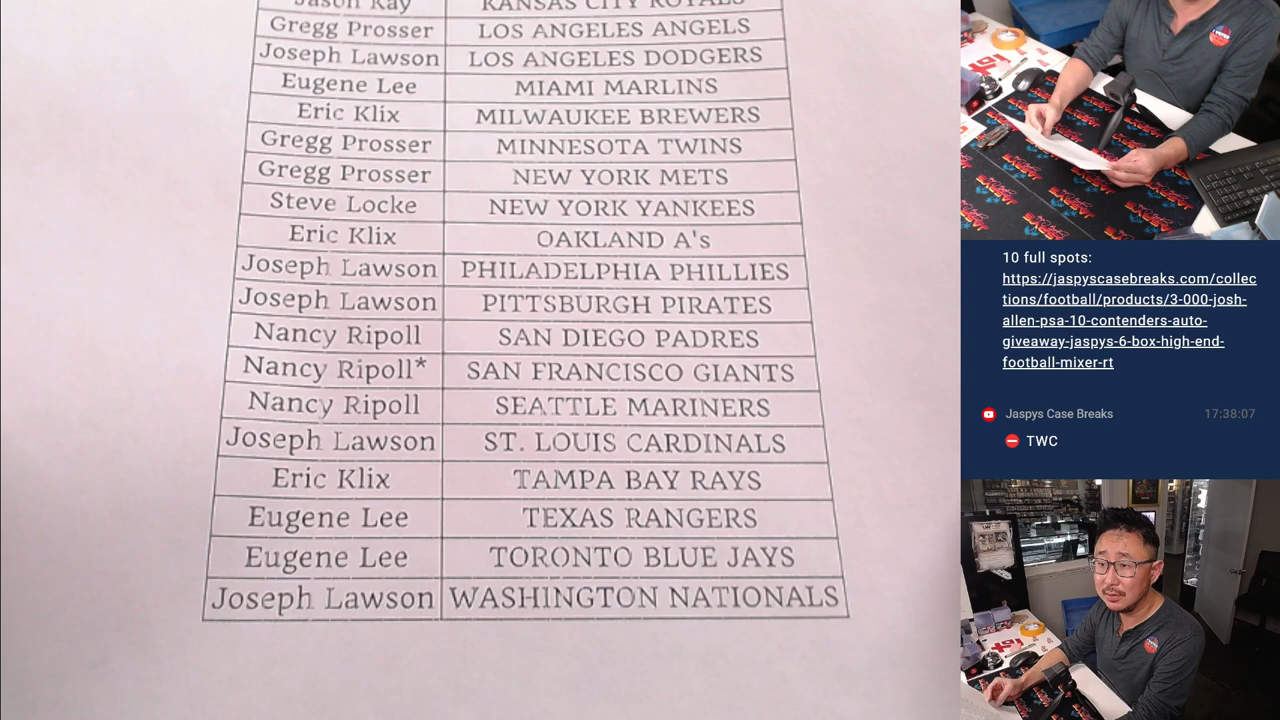 Jason Kay KANSAS CITY ROYALS
Gregg Prosser LOS ANGELES ANGELS
Joseph Lawson LOS ANGELES DODGERS
Eugene Lee MIAMI MARLINS
Eric Klix MILWAUKEE BREWERS
Gregg Prosser MINNESOTA TWINS
Gregg Prosser NEW YORK METS
Steve Locke NEW YORK YANKEES
Eric Klix OAKLAND A's
Joseph Lawson PHILADELPHIA PHILLIES
Joseph Lawson PITTSBURGH PIRATES
Nancy Ripoll SAN DIEGO PADRES
Nancy Ripoll* SAN FRANCISCO GIANTS
Nancy Ripoll SEATTLE MARINERS
Joseph Lawson ST. LOUIS CARDINALS
Eric Klix TAMPA BAY RAYS
Eugene Lee TEXAS RANGERS
Eugene Lee TORONTO BLUE JAYS
Joseph Lawson WASHINGTON NATIONALS
10 full spots:
https://jaspyscasebreaks.com/collec
tions/football/products/3-000-josh-
allen-psa-10-contenders-auto-
giveaway-jaspys-6-box-high-end-
football-mixer-rt
Jaspys Case Breaks 17:38:07
TWC